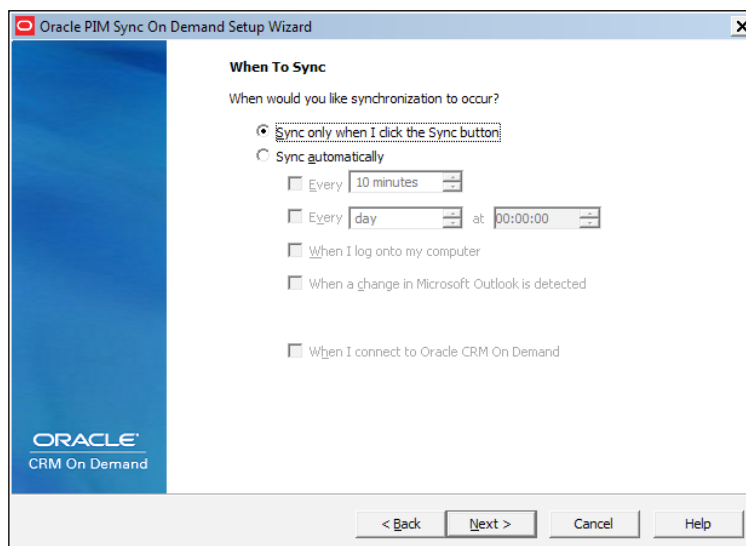 Oracle PIM Sync On Demand Setup Wizard
When To Sync
When would you like synchronization to occur?
Sync only when I click the Sync button
Sync automatically
Every 10 minutes
Every day at 00:00:00
When I log onto my computer
When a change in Microsoft Outlook is detected
When I connect to Oracle CRM On Demand
ORACLE
CRM On Demand
< Back Next > Cancel Help